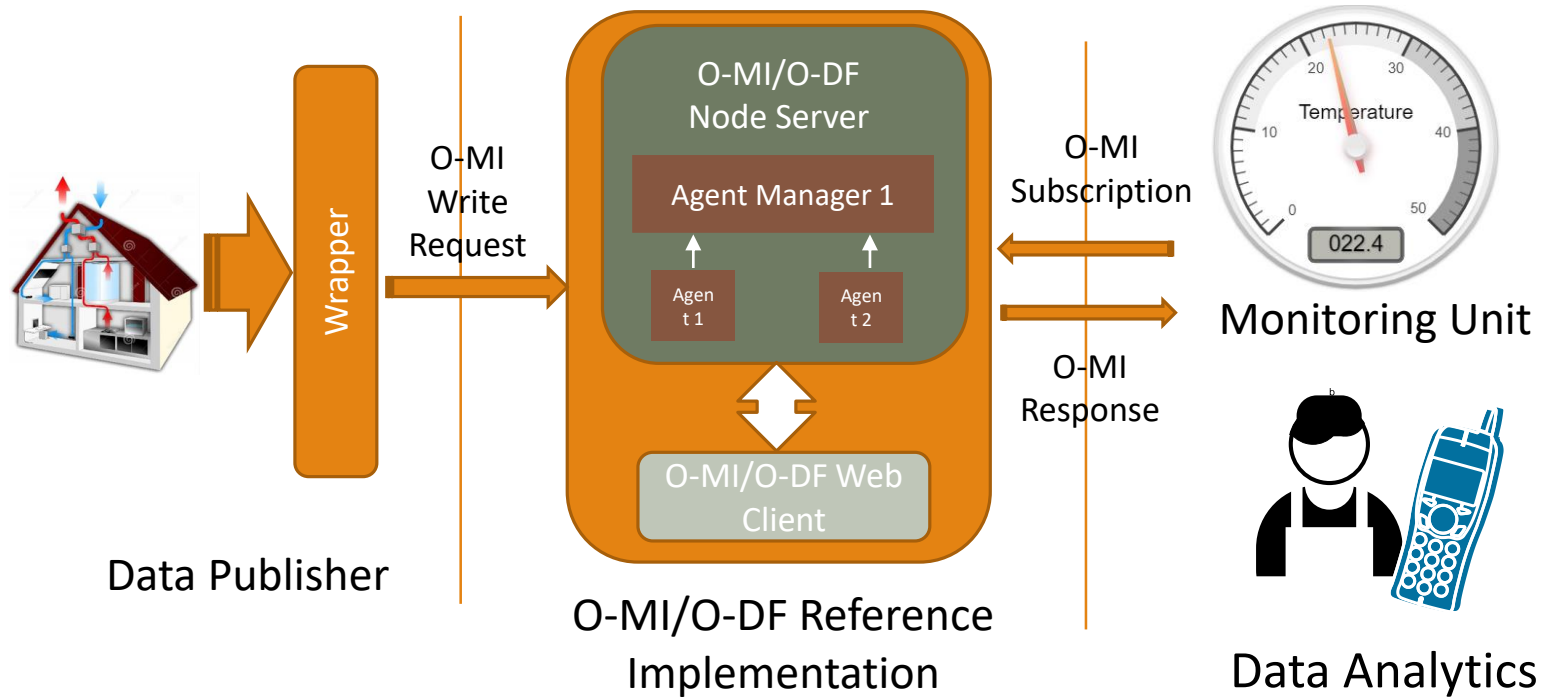 O-MI/O-DF
Node Server
Agent Manager 1
Agen
t 1
Agen
t 2
O-MI/O-DF Web
Client
Wrapper
O-MI
Write
Request
O-MI
Subscription
O-MI
Response
0
10
20
30
40
50
Temperature
022.4
Monitoring Unit
b
Data Publisher
O-MI/O-DF Reference
Implementation
Data Analytics